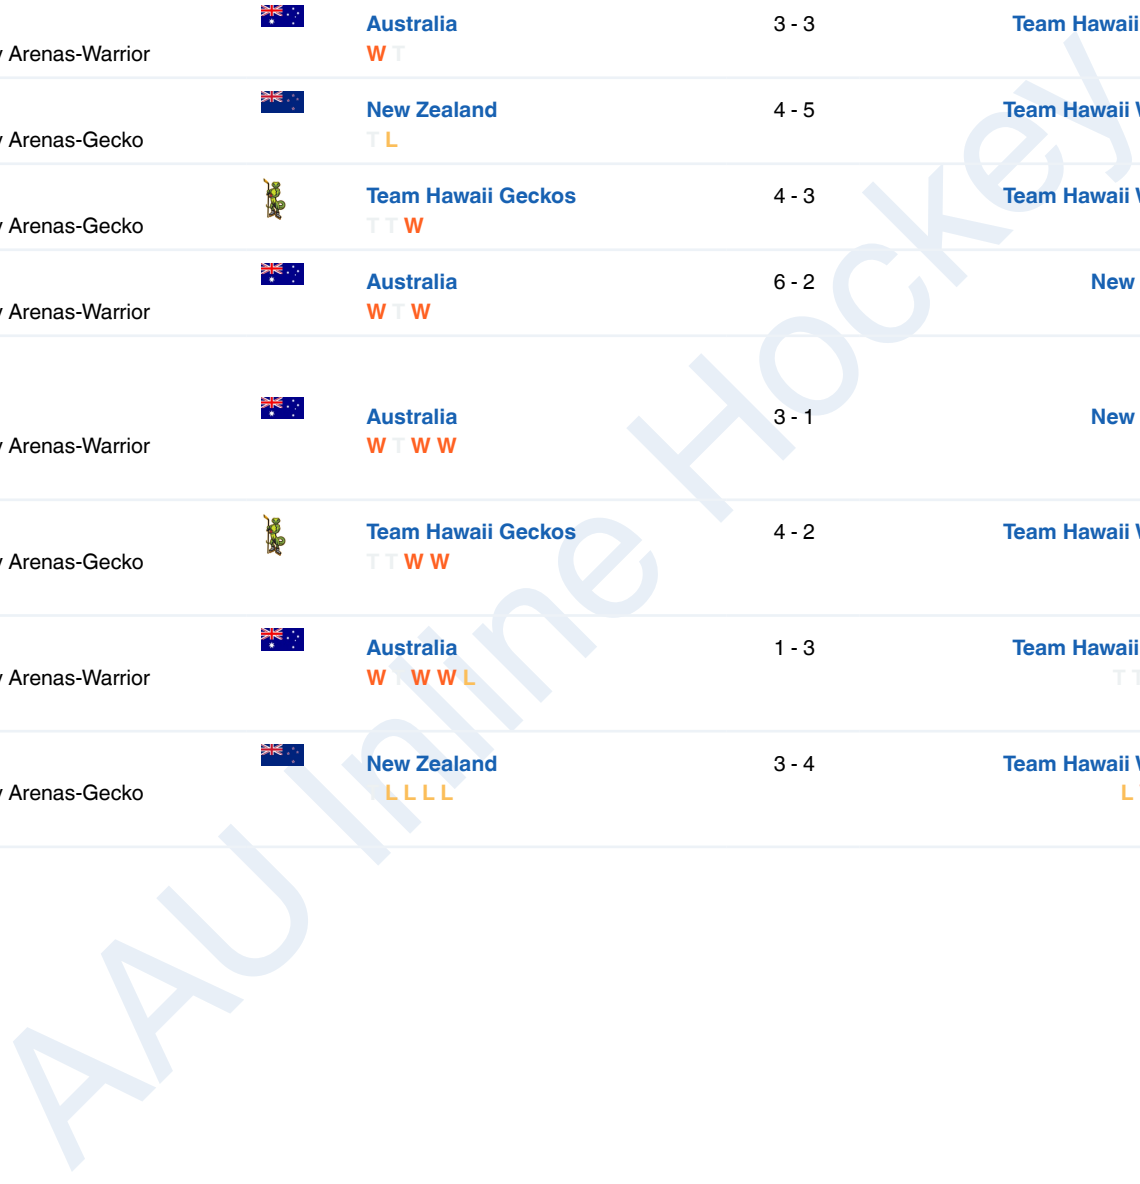 Australia 3 - 3 Team Hawaii
Arenas-Warrior W T
New Zealand 4 - 5 Team Hawaii
Arenas-Gecko T L
Team Hawaii Geckos 4 - 3 Team Hawaii
Arenas-Gecko T T W
Australia 6 - 2 New
Arenas-Warrior W T W
Australia 3 - 1 New
Arenas-Warrior W T W W
Team Hawaii Geckos 4 - 2 Team Hawaii
Arenas-Gecko T T W W
Australia 1 - 3 Team Hawaii
Arenas-Warrior W T W W L T T
New Zealand 3 - 4 Team Hawaii
Arenas-Gecko T L L L L L
AAU Inline Hockey